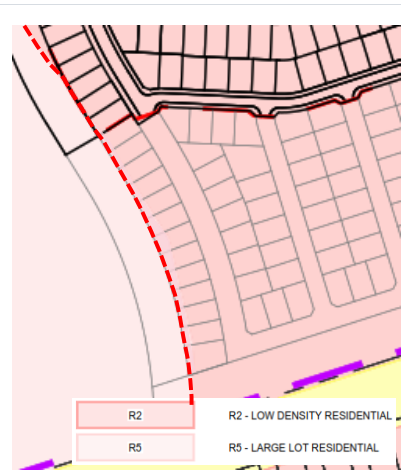 R2 R2 - LOW DENSITY RESIDENTIAL
R5 R5 - LARGE LOT RESIDENTIAL